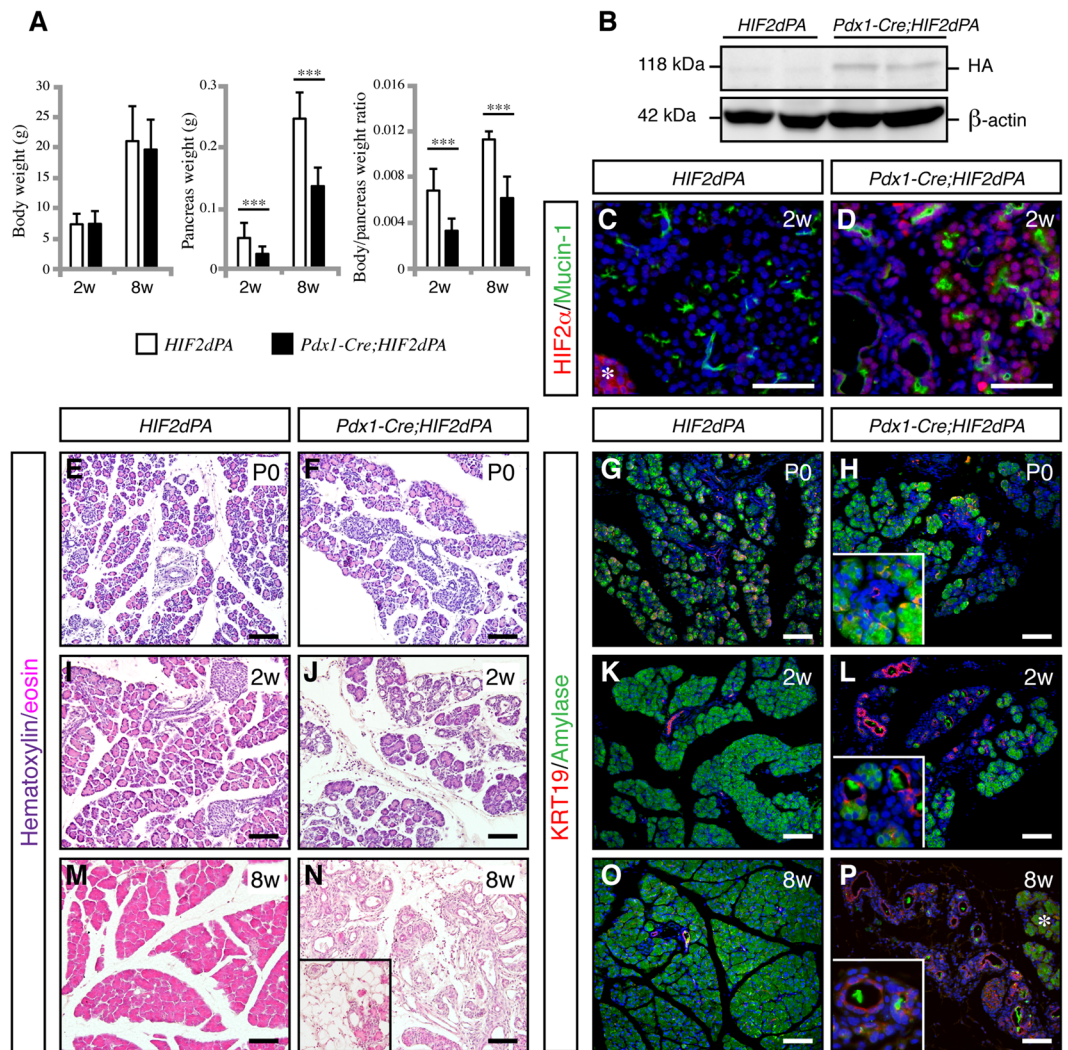 A
Body weight (g)
30
25
20
15
10
5
0
2w
8w
Pancreas weight (g)
0.3
0.2
0.1
0
***
***
2w
8w
Body/pancreas weight ratio
0.016
0.012
0.008
0.004
0
***
***
2w
8w
HIF2dPA
Pdx1-Cre;HIF2dPA
B
HIF2dPA
Pdx1-Cre;HIF2dPA
118 kDa
HA
42 kDa
β-actin
HIF2dPA
Pdx1-Cre;HIF2dPA
HIF2α/Mucin-1
C
2w
*
D
2w
HIF2dPA
Pdx1-Cre;HIF2dPA
HIF2dPA
Pdx1-Cre;HIF2dPA
Hematoxylin/eosin
E
P0
F
P0
KRT19/Amylase
G
P0
H
P0
I
2w
J
2w
K
2w
L
2w
M
8w
N
8w
O
8w
P
8w
*